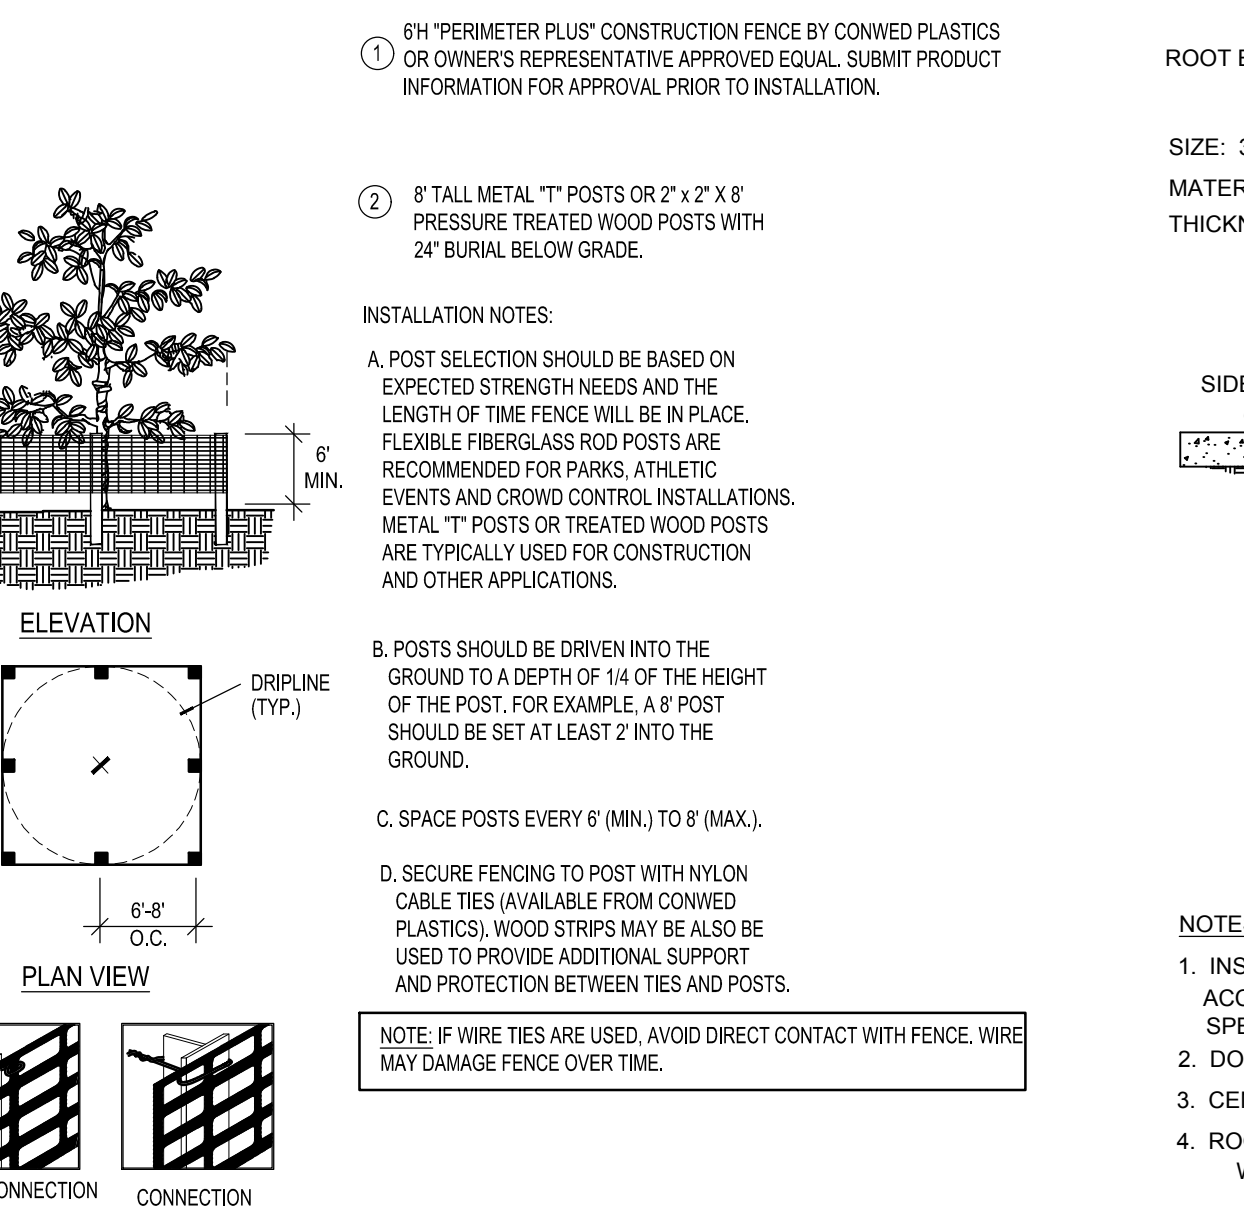 1
6'H "PERIMETER PLUS" CONSTRUCTION FENCE BY CONWED PLASTICS
OR OWNER'S REPRESENTATIVE APPROVED EQUAL. SUBMIT PRODUCT
INFORMATION FOR APPROVAL PRIOR TO INSTALLATION.
2
8' TALL METAL "T" POSTS OR 2" x 2" X 8'
PRESSURE TREATED WOOD POSTS WITH
24" BURIAL BELOW GRADE.
INSTALLATION NOTES:
A. POST SELECTION SHOULD BE BASED ON
EXPECTED STRENGTH NEEDS AND THE
LENGTH OF TIME FENCE WILL BE IN PLACE.
FLEXIBLE FIBERGLASS ROD POSTS ARE
RECOMMENDED FOR PARKS, ATHLETIC
EVENTS AND CROWD CONTROL INSTALLATIONS.
METAL "T" POSTS OR TREATED WOOD POSTS
ARE TYPICALLY USED FOR CONSTRUCTION
AND OTHER APPLICATIONS.
B. POSTS SHOULD BE DRIVEN INTO THE
GROUND TO A DEPTH OF 1/4 OF THE HEIGHT
OF THE POST. FOR EXAMPLE, A 8' POST
SHOULD BE SET AT LEAST 2' INTO THE
GROUND.
C. SPACE POSTS EVERY 6' (MIN.) TO 8' (MAX.).
D. SECURE FENCING TO POST WITH NYLON
CABLE TIES (AVAILABLE FROM CONWED
PLASTICS). WOOD STRIPS MAY BE ALSO BE
USED TO PROVIDE ADDITIONAL SUPPORT
AND PROTECTION BETWEEN TIES AND POSTS.
NOTE: IF WIRE TIES ARE USED, AVOID DIRECT CONTACT WITH FENCE. WIRE
MAY DAMAGE FENCE OVER TIME.
6'
MIN.
ELEVATION
DRIPLINE
(TYP.)
6'-8'
O.C.
PLAN VIEW
CONNECTION
ROOT
SIZE:
1.
2. DO
3.
4.